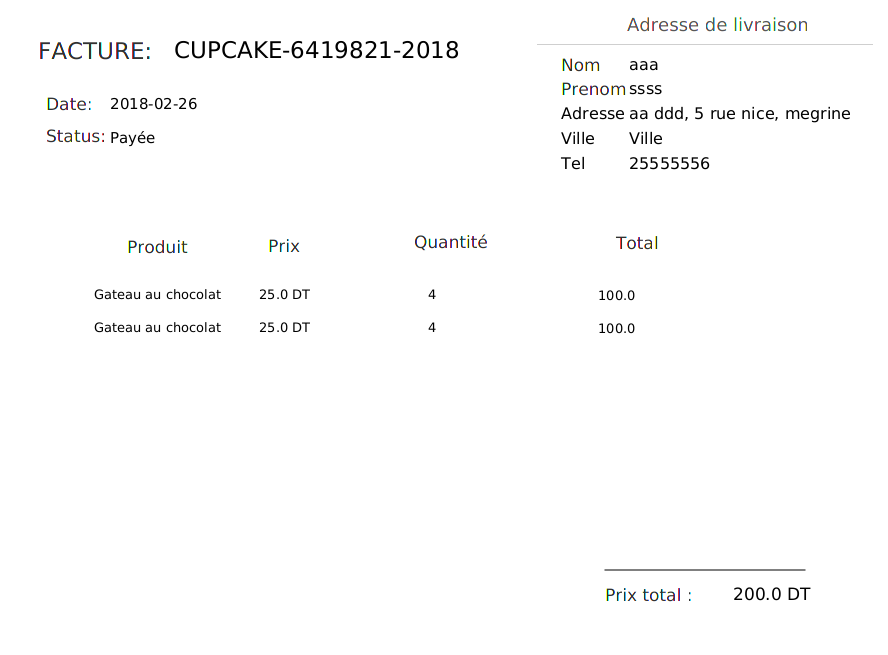 FACTURE: CUPCAKE-6419821-2018
Date: 2018-02-26
Status: Payée
Adresse de livraison
Nom aaa
Prenom ssss
Adresse aa ddd, 5 rue nice, megrine
Ville Ville
Tel 25555556
Produit Prix Quantité Total
Gateau au chocolat 25.0 DT 4 100.0
Gateau au chocolat 25.0 DT 4 100.0
Prix total : 200.0 DT